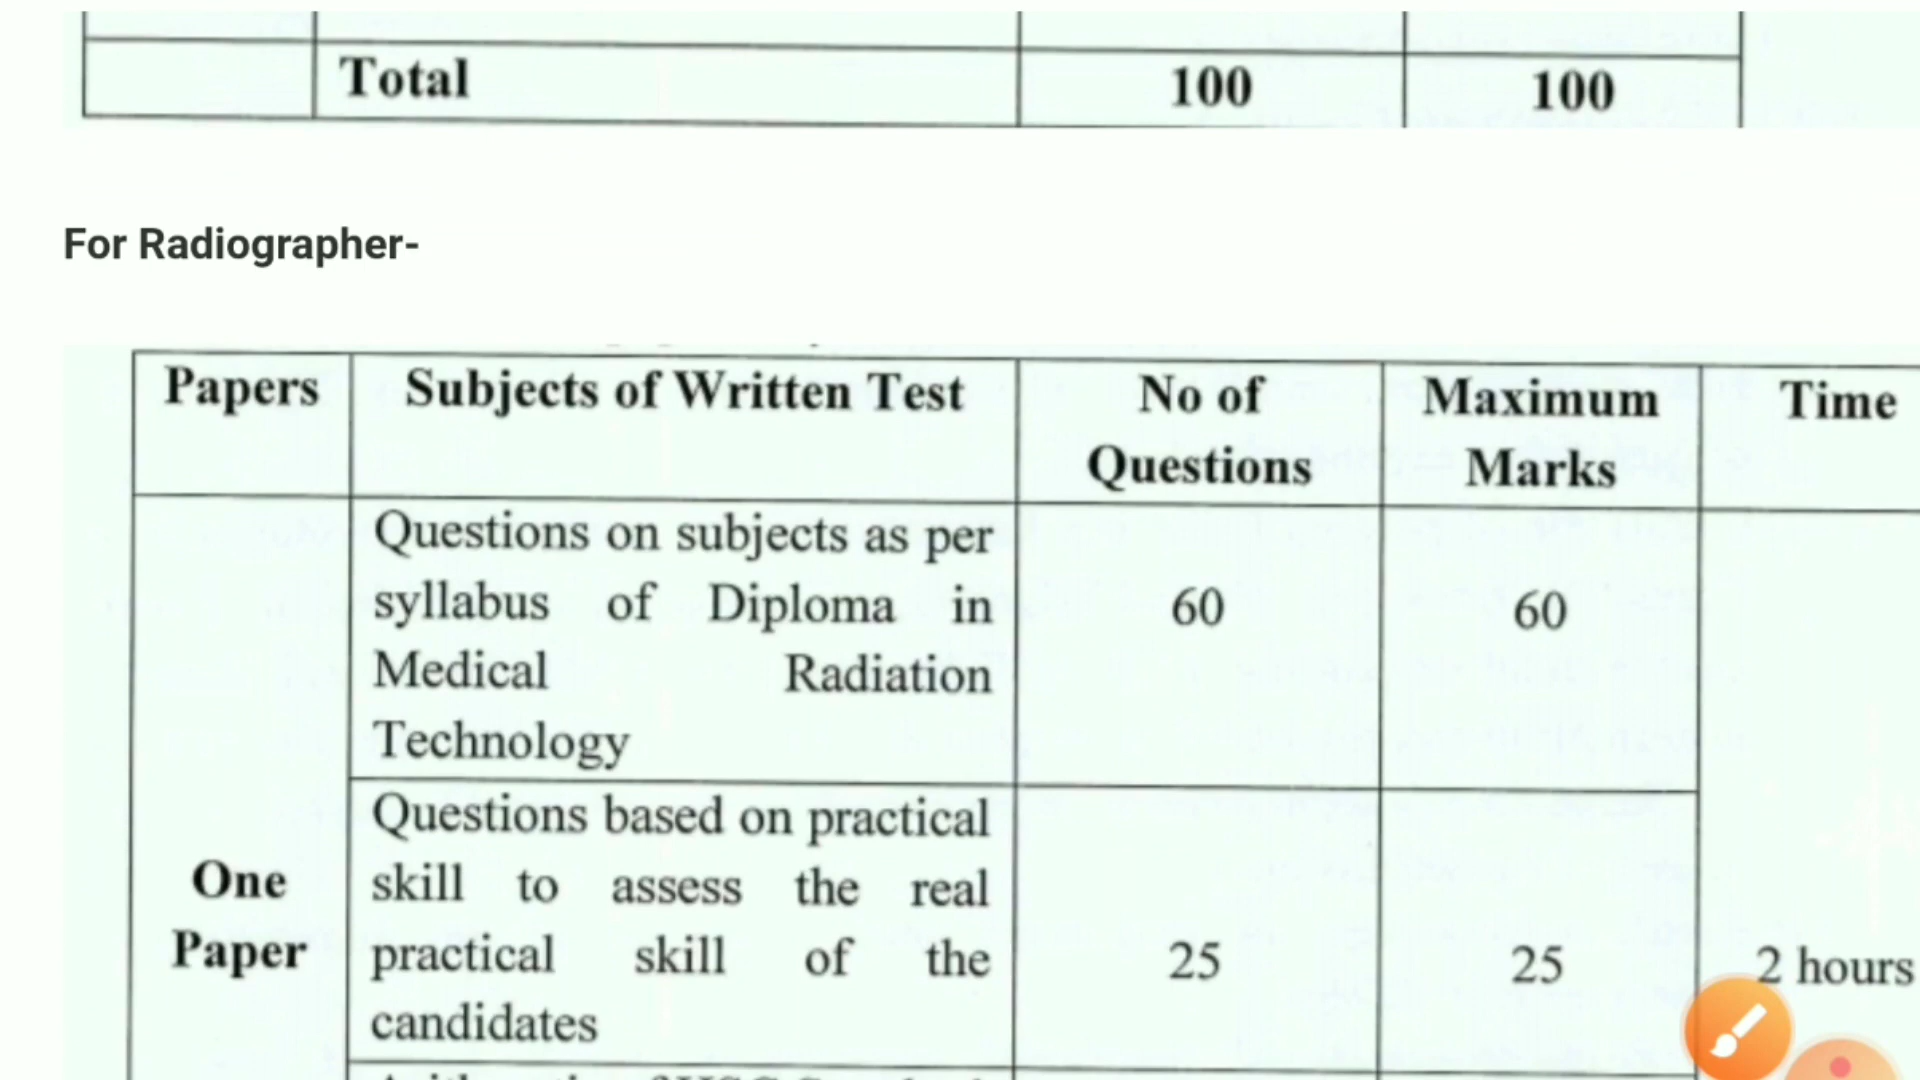 Total 100 100
For Radiographer-
Papers Subjects of Written Test No of Questions Maximum Marks Time
One Paper
Questions on subjects as per
syllabus of Diploma in
Medical Radiation
Technology
60 60
Questions based on practical
skill to assess the real
practical skill of the
candidates
25 25 2 hours